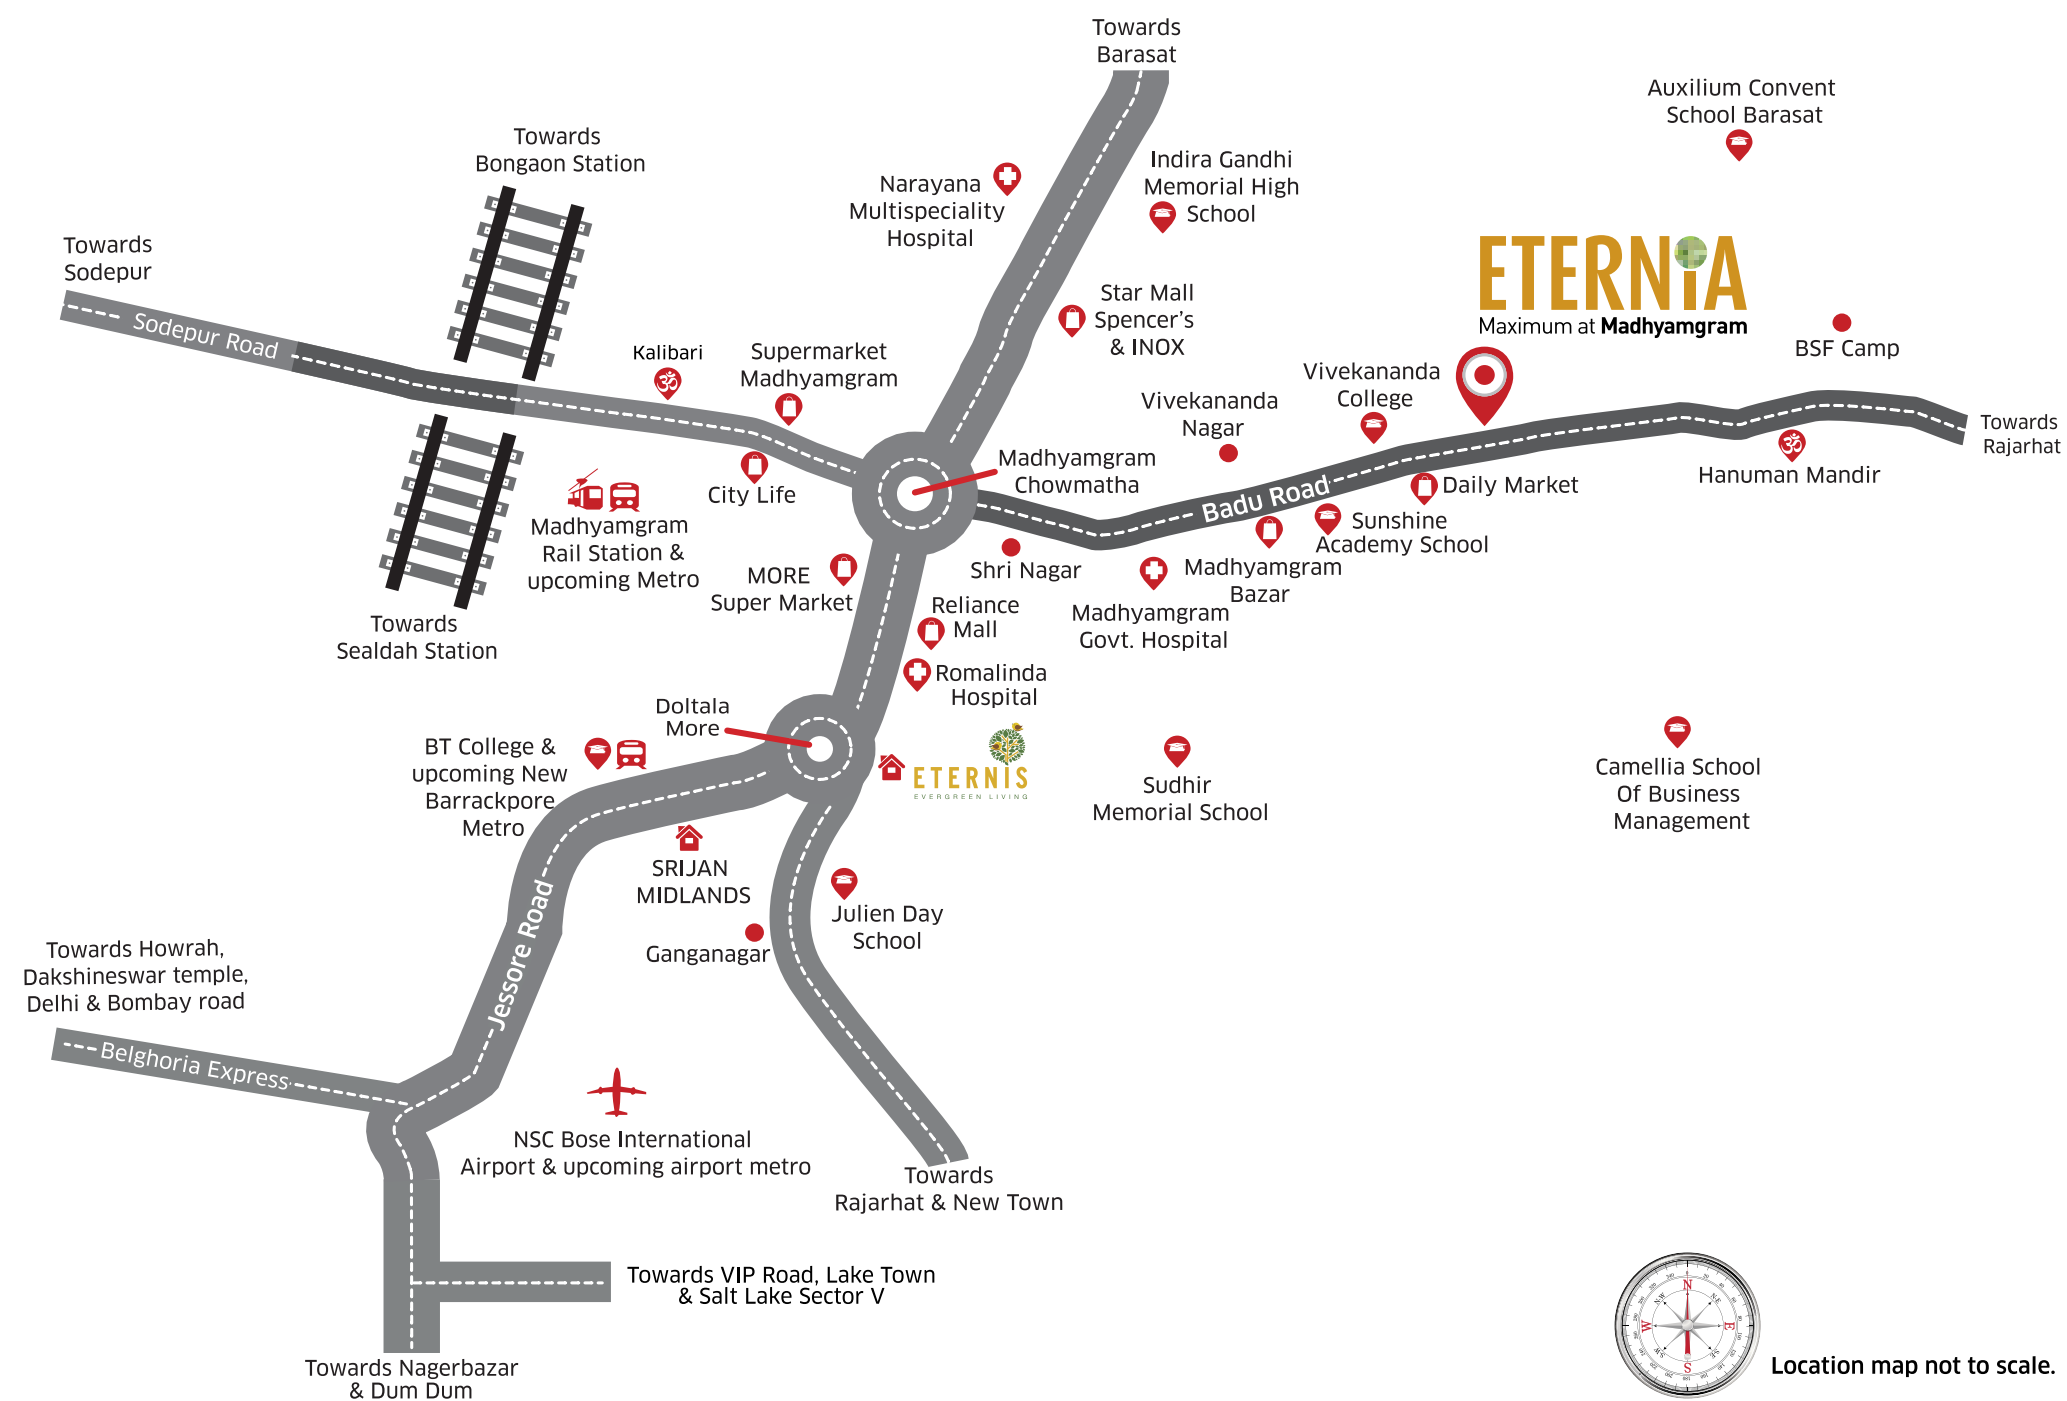 Towards
Barasat
Auxilium Convent
School Barasat
Towards
Bongaon Station
Indira Gandhi
Memorial High
School
Narayana
Multispeciality
Hospital
Towards
Sodepur
ETERNiA
Maximum at Madhyamgram
Star Mall
Spencer's
& INOX
Sodepur Road
Kalibari
Supermarket
Madhyamgram
BSF Camp
Vivekananda
College
Vivekananda
Nagar
Towards
Rajarhat
Madhyamgram
Chowmatha
Hanuman Mandir
City Life
Daily Market
Badu Road
Madhyamgram
Rail Station &
upcoming Metro
Sunshine
Academy School
Shri Nagar
Madhyamgram
Bazar
MORE
Super Market
Reliance
Mall
Madhyamgram
Govt. Hospital
Towards
Sealdah Station
Romalinda
Hospital
Doltala
More
BT College &
upcoming New
Barrackpore
Metro
ETERNIS
EVERGREEN LIVING
Sudhir
Memorial School
Camellia School
Of Business
Management
SRIJAN
MIDLANDS
Julien Day
School
Ganganagar
Jessore Road
Towards Howrah,
Dakshineswar temple,
Delhi & Bombay road
Belghoria Express
NSC Bose International
Airport & upcoming airport metro
Towards
Rajarhat & New Town
Towards VIP Road, Lake Town
& Salt Lake Sector V
Towards Nagerbazar
& Dum Dum
N
N-W
N-E
W
E
S-W
S-E
S
Location map not to scale.